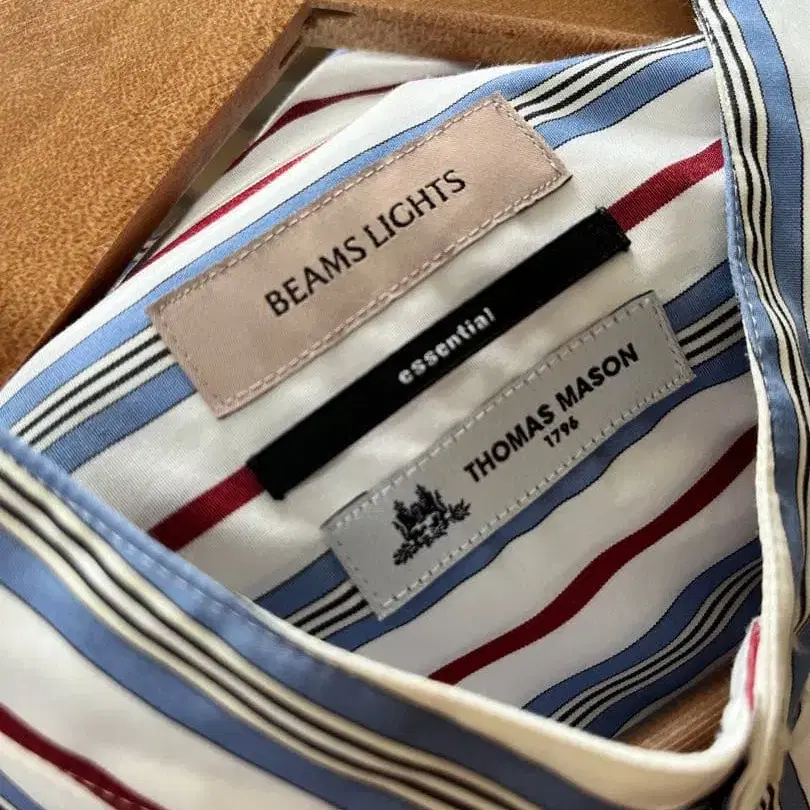 BEAMS LIGHTS
essential
THOMAS MASON
1796